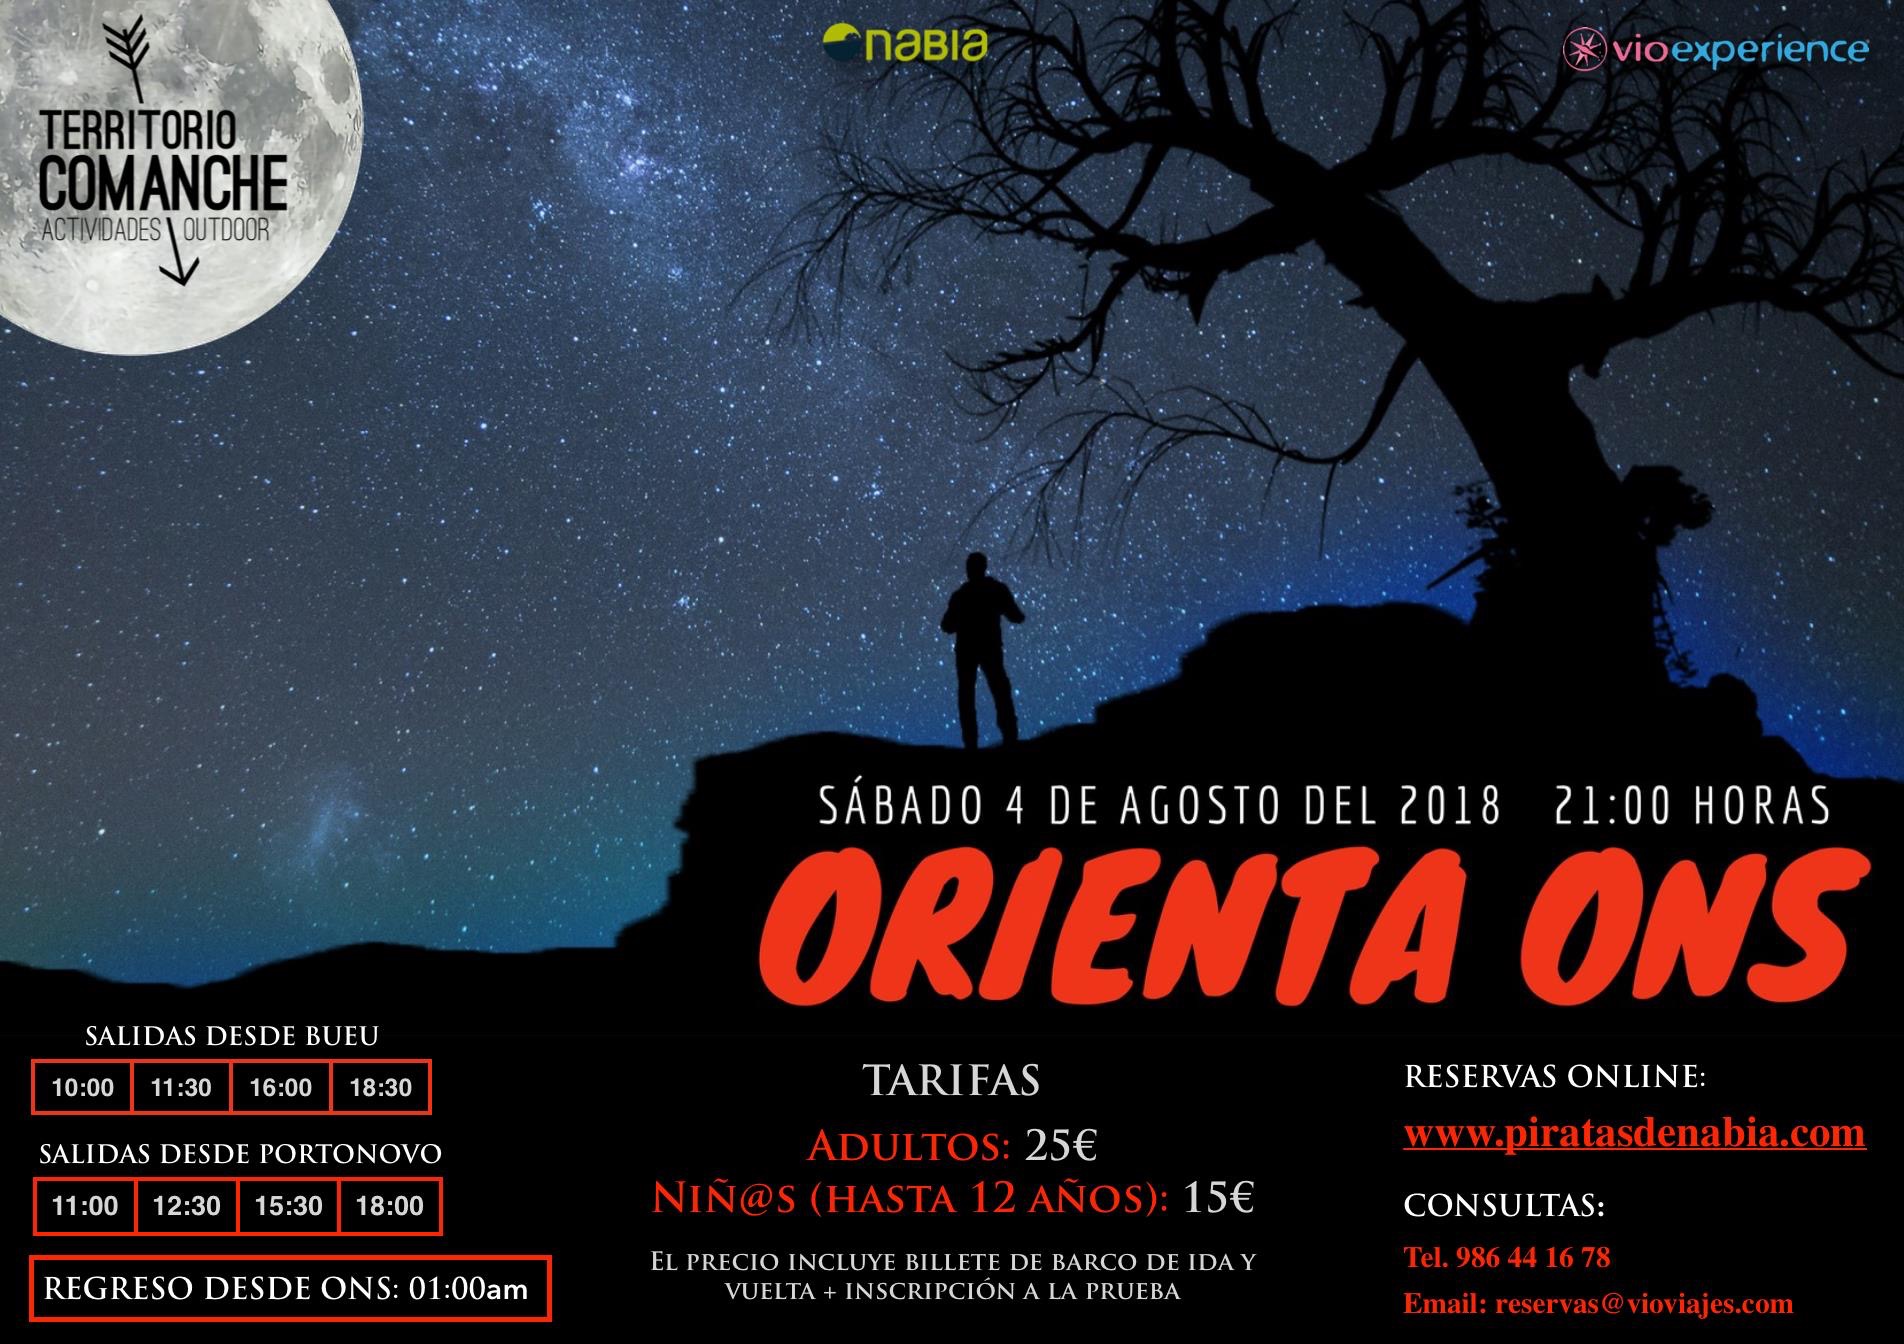 TERRITORIO
COMANCHE
ACTIVIDADES OUTDOOR
nabia
vioexperience
SÁBADO 4 DE AGOSTO DEL 2018 21:00 HORAS
ORIENTA ONS
SALIDAS DESDE BUEU
10:00 11:30 16:00 18:30
SALIDAS DESDE PORTONOVO
11:00 12:30 15:30 18:00
REGRESO DESDE ONS: 01:00am
TARIFAS
ADULTOS: 25€
NIÑ@S (HASTA 12 AÑOS): 15€
EL PRECIO INCLUYE BILLETE DE BARCO DE IDA Y
VUELTA + INSCRIPCIÓN A LA PRUEBA
RESERVAS ONLINE:
www.piratasdenabia.com
CONSULTAS:
Tel. 986 44 16 78
Email: reservas@vioviajes.com